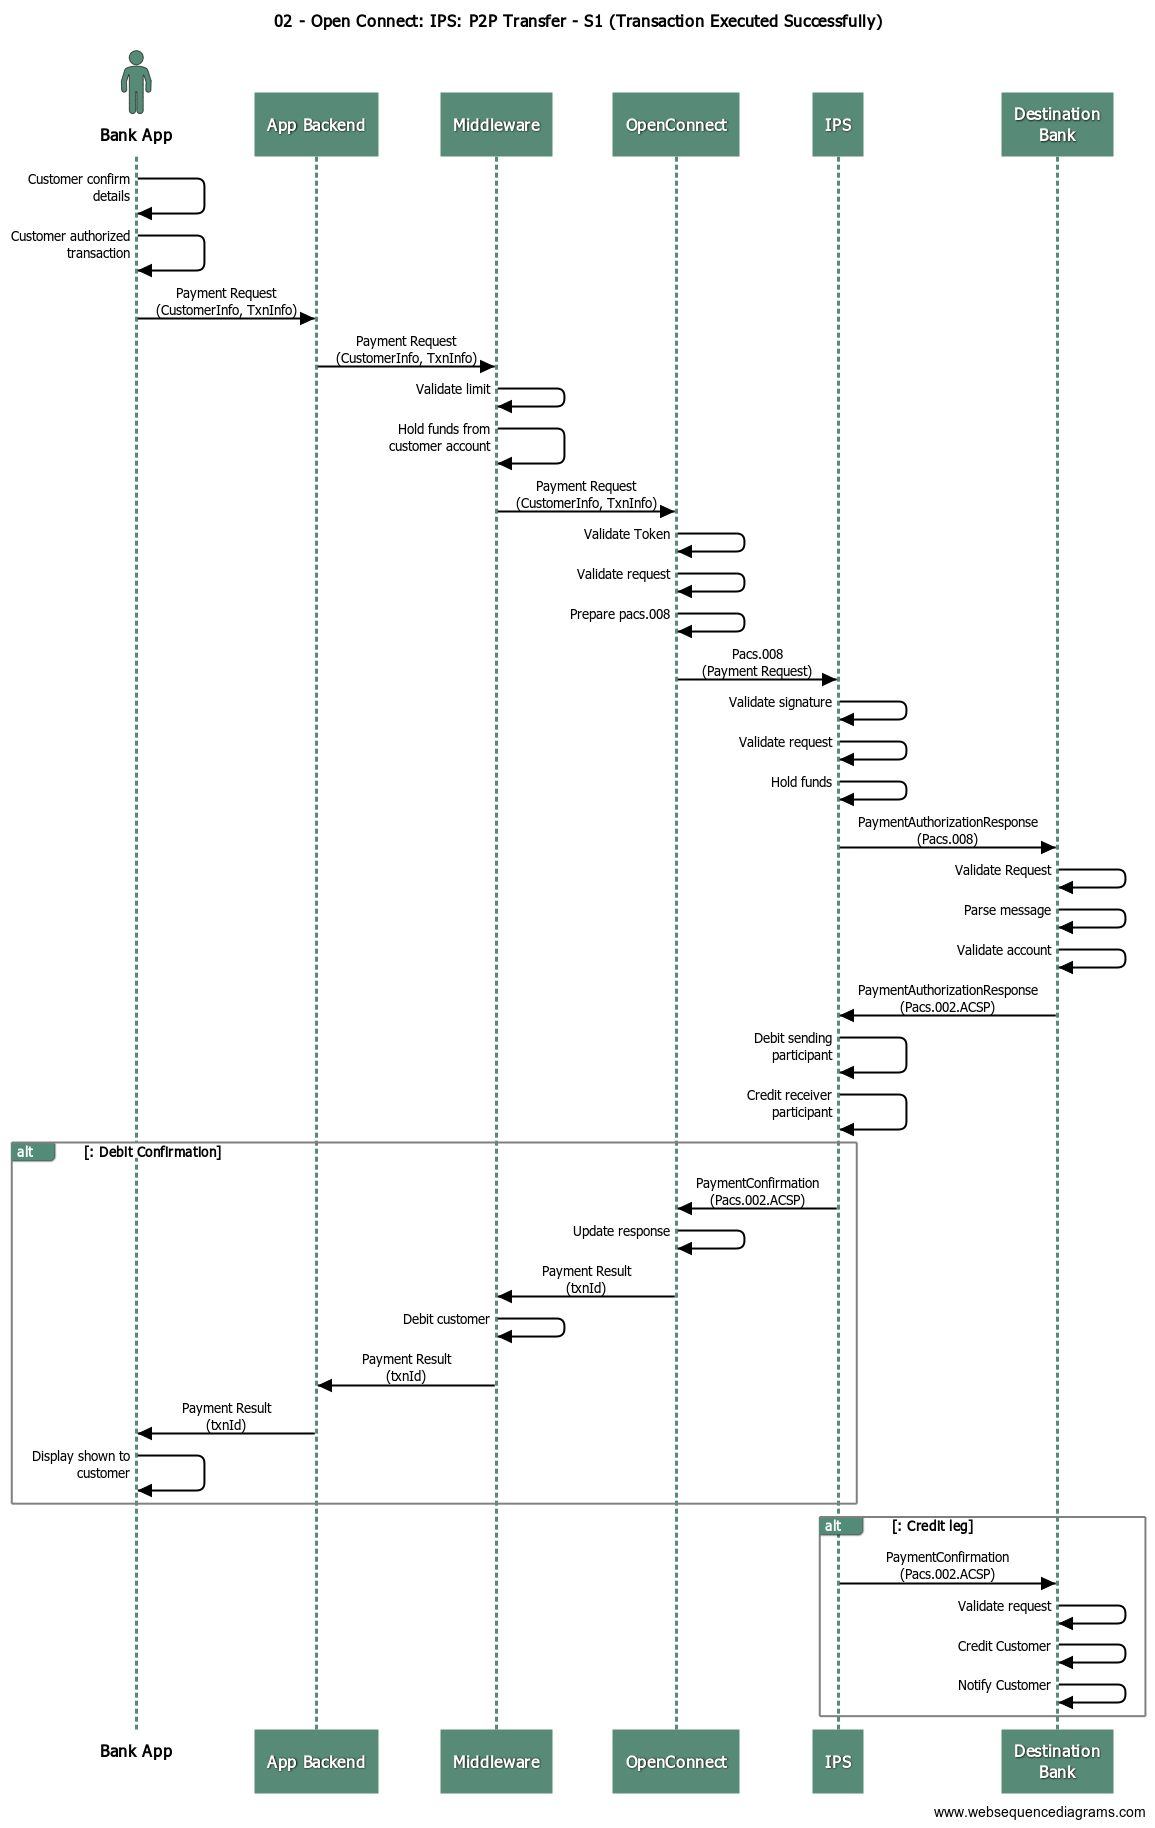 02 - Open Connect: IPS: P2P Transfer - S1 (Transaction Executed Successfully)
Bank App
App Backend
Middleware
OpenConnect
IPS
Destination
Bank
Customer confirm
details
Customer authorized
transaction
Payment Request
(CustomerInfo, TxnInfo)
Payment Request
(CustomerInfo, TxnInfo)
Validate limit
Hold funds from
customer account
Payment Request
(CustomerInfo, TxnInfo)
Validate Token
Validate request
Prepare pacs.008
Pacs.008
(Payment Request)
Validate signature
Validate request
Hold funds
PaymentAuthorizationResponse
(Pacs.008)
Validate Request
Parse message
Validate account
PaymentAuthorizationResponse
(Pacs.002.ACSP)
Debit sending
participant
Credit receiver
participant
alt [: Debit Confirmation]
PaymentConfirmation
(Pacs.002.ACSP)
Update response
Payment Result
(txnId)
Debit customer
Payment Result
(txnId)
Payment Result
(txnId)
Display shown to
customer
alt [: Credit leg]
PaymentConfirmation
(Pacs.002.ACSP)
Validate request
Credit Customer
Notify Customer
Bank App
App Backend
Middleware
OpenConnect
IPS
Destination
Bank
www.websequencediagrams.com